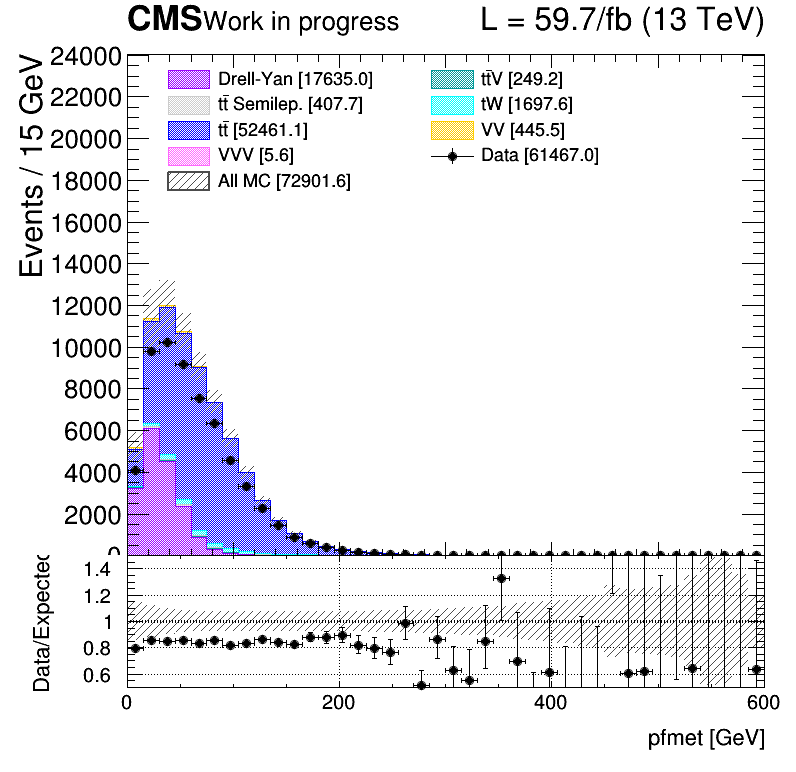 CMS Work in progress L = 59.7/fb (13 TeV)
Events / 15 GeV
24000
22000
20000
18000
16000
14000
12000
10000
8000
6000
4000
2000
0
Drell-Yan [17635.0]
tt̄ Semilep. [407.7]
tt̄ [52461.1]
VVV [5.6]
All MC [72901.6]
tt̄V [249.2]
tW [1697.6]
VV [445.5]
Data [61467.0]
Data/Expected
1.4
1.2
1
0.8
0.6
0 200 400 600
pfmet [GeV]